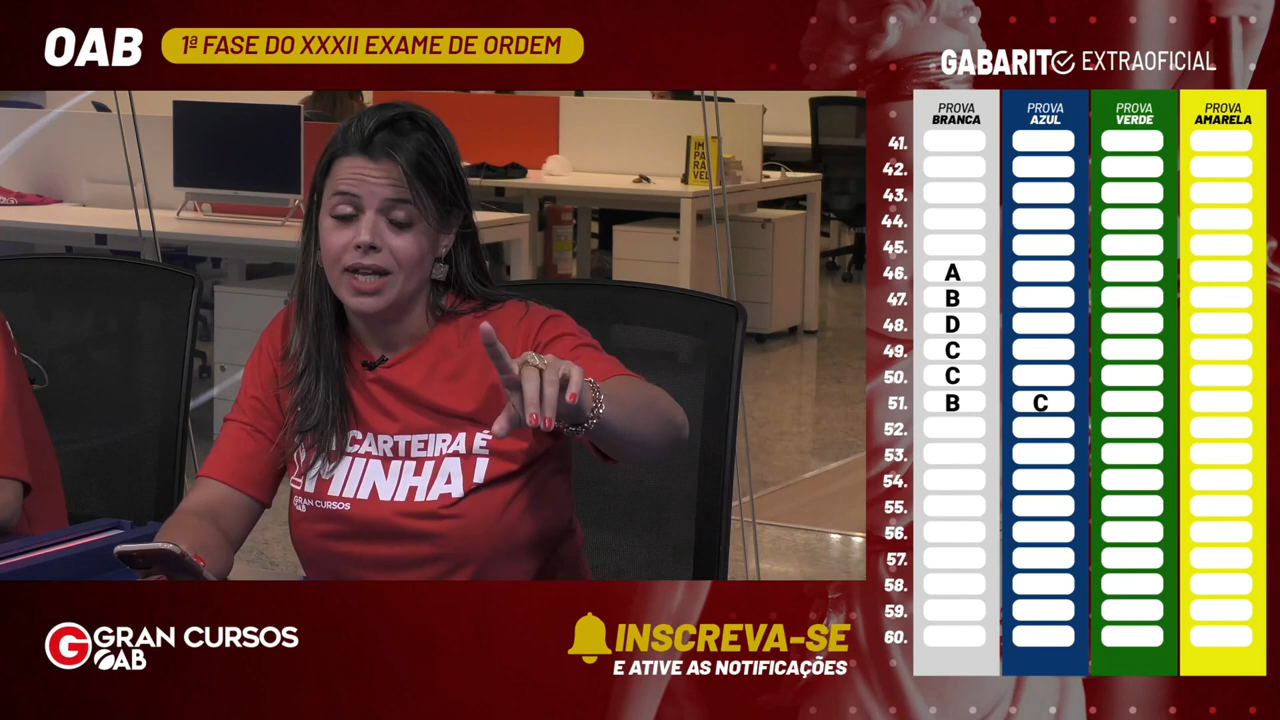 OAB
1ª FASE DO XXXII EXAME DE ORDEM
GABARITO EXTRAOFICIAL
PROVA BRANCA
PROVA AZUL
PROVA VERDE
PROVA AMARELA
41.
42.
43.
44.
45.
46. A
47. B
48. D
49. C
50. C
51. B C
52.
53.
54.
55.
56.
57.
58.
59.
60.
IM
PA
RÁ
VEL
CARTEIRA É
MINHA!
GRAN CURSOS
OAB
GRAN CURSOS
OAB
INSCREVA-SE
E ATIVE AS NOTIFICAÇÕES